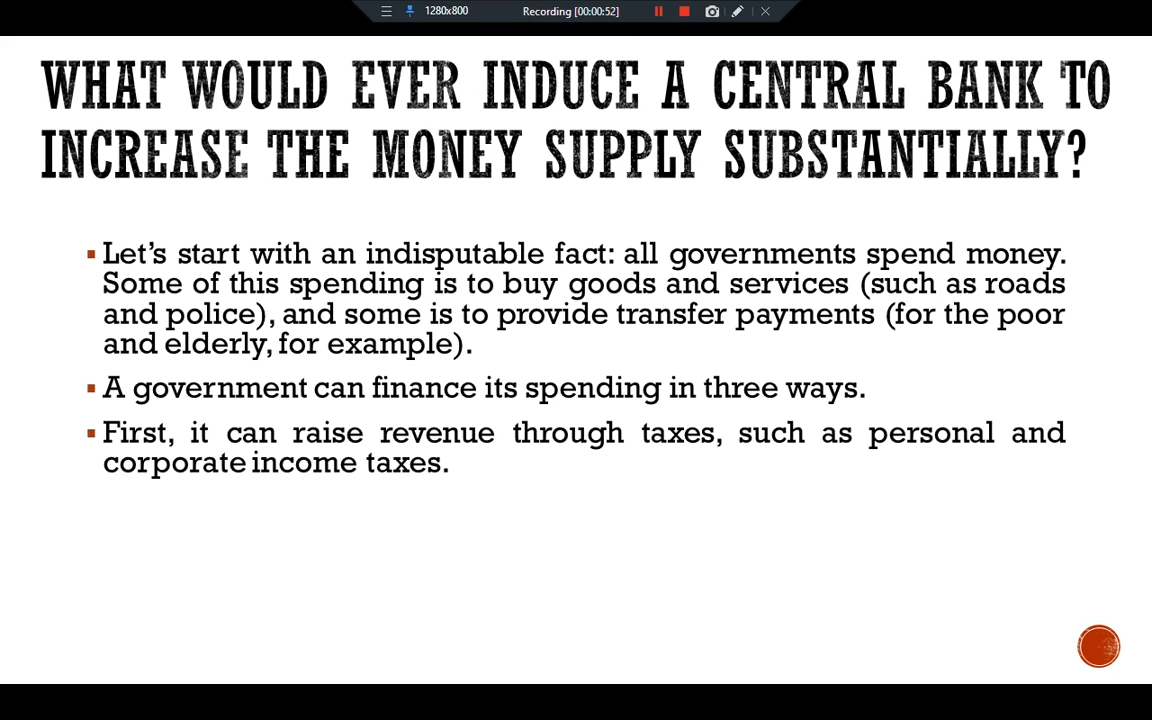 1280x800 Recording [00:00:52]
WHAT WOULD EVER INDUCE A CENTRAL BANK TO
INCREASE THE MONEY SUPPLY SUBSTANTIALLY?
▪ Let’s start with an indisputable fact: all governments spend money.
Some of this spending is to buy goods and services (such as roads
and police), and some is to provide transfer payments (for the poor
and elderly, for example).
▪ A government can finance its spending in three ways.
▪ First, it can raise revenue through taxes, such as personal and
corporate income taxes.